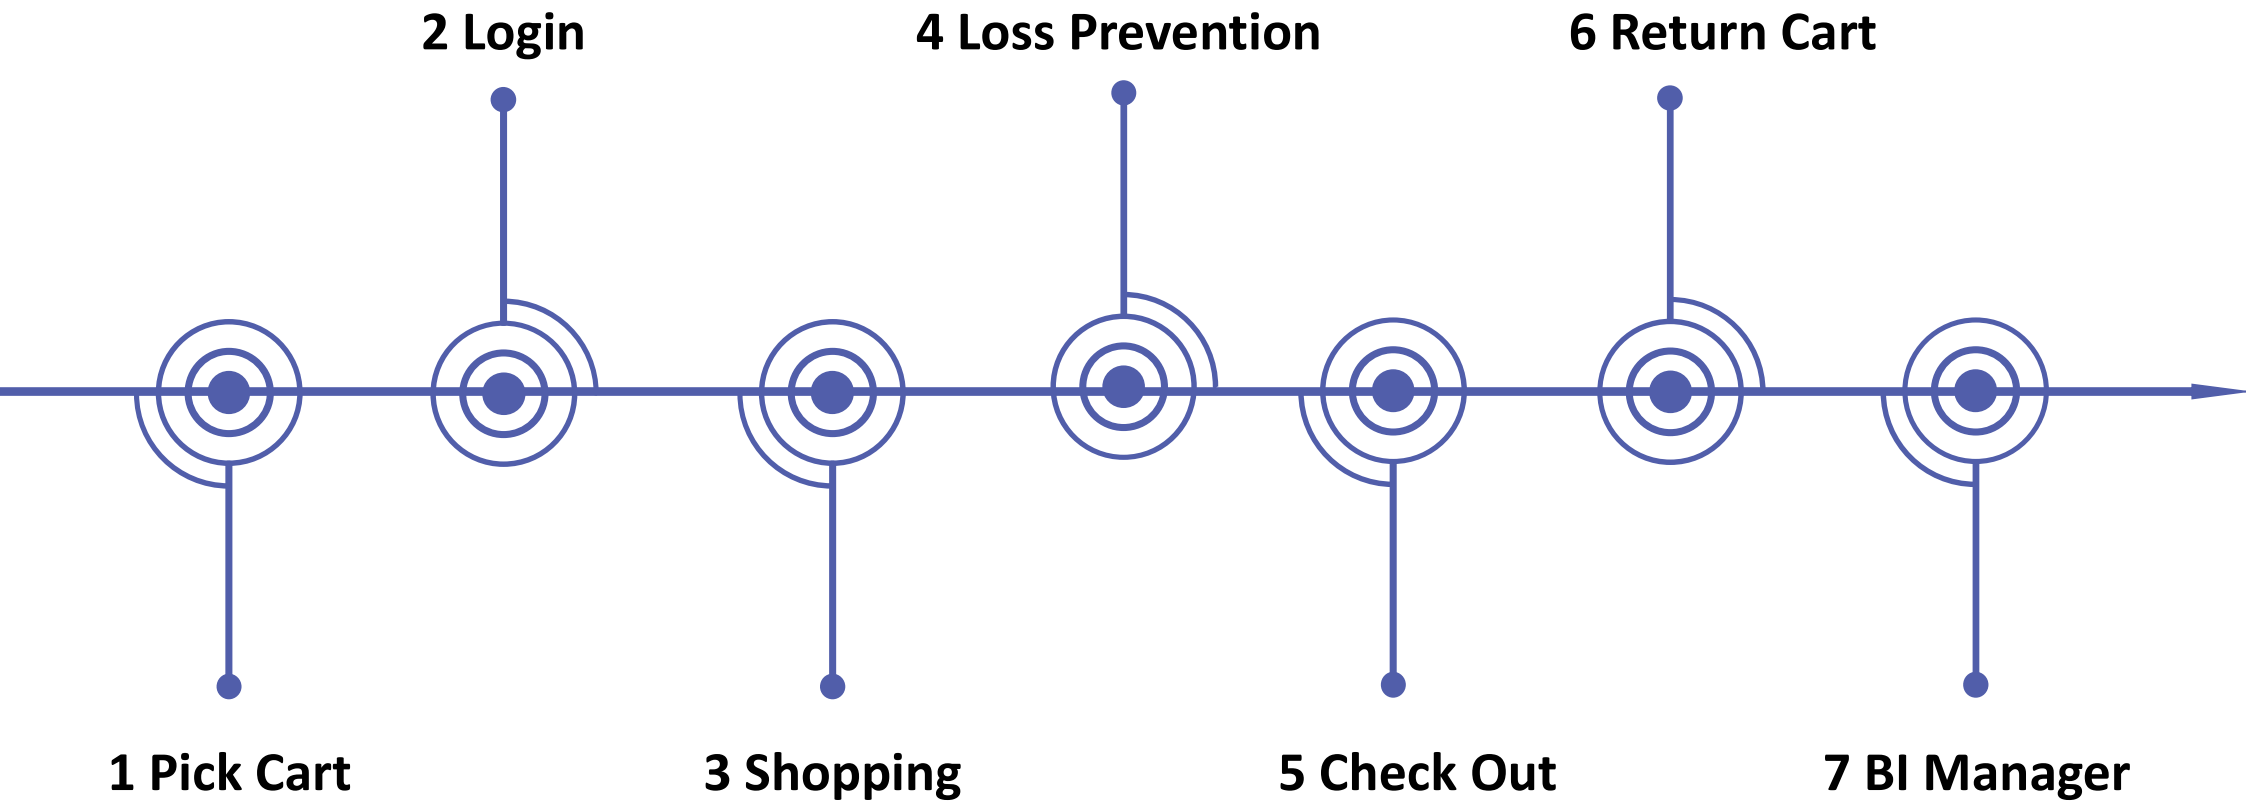 2 Login
4 Loss Prevention
6 Return Cart
1 Pick Cart
3 Shopping
5 Check Out
7 BI Manager